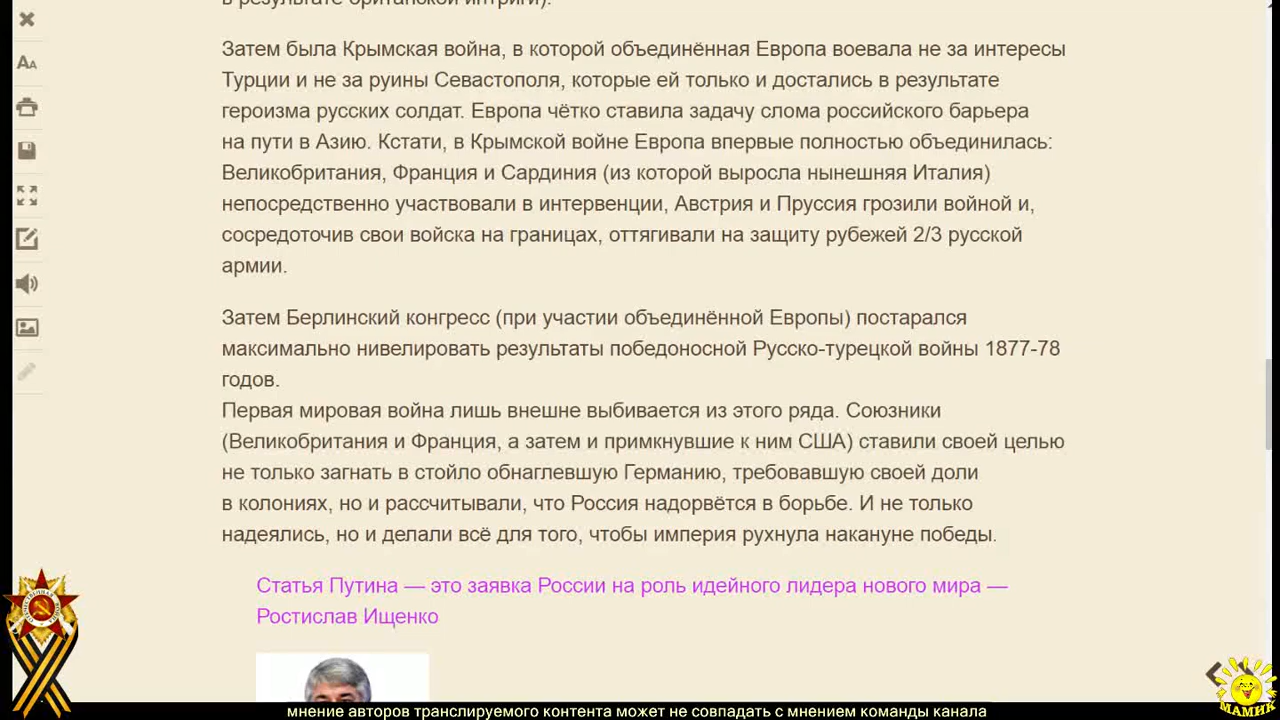 в результате британской интриги).
Затем была Крымская война, в которой объединённая Европа воевала не за интересы
Турции и не за руины Севастополя, которые ей только и достались в результате
героизма русских солдат. Европа чётко ставила задачу слома российского барьера
на пути в Азию. Кстати, в Крымской войне Европа впервые полностью объединилась:
Великобритания, Франция и Сардиния (из которой выросла нынешняя Италия)
непосредственно участвовали в интервенции, Австрия и Пруссия грозили войной и,
сосредоточив свои войска на границах, оттягивали на защиту рубежей 2/3 русской
армии.
Затем Берлинский конгресс (при участии объединённой Европы) постарался
максимально нивелировать результаты победоносной Русско-турецкой войны 1877-78
годов.
Первая мировая война лишь внешне выбивается из этого ряда. Союзники
(Великобритания и Франция, а затем и примкнувшие к ним США) ставили своей целью
не только загнать в стойло обнаглевшую Германию, требовавшую своей доли
в колониях, но и рассчитывали, что Россия надорвётся в борьбе. И не только
надеялись, но и делали всё для того, чтобы империя рухнула накануне победы.
Статья Путина — это заявка России на роль идейного лидера нового мира —
Ростислав Ищенко
МАМИК
мнение авторов транслируемого контента может не совпадать с мнением команды канала